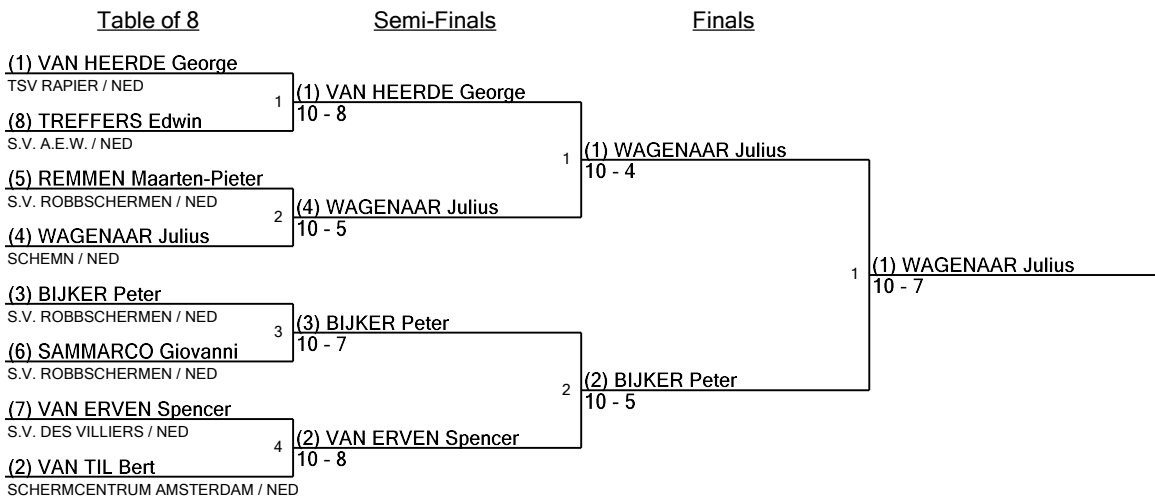 Table of 8
Semi-Finals
Finals
(1) VAN HEERDE George
TSV RAPIER / NED
1
(8) TREFFERS Edwin
S.V. A.E.W. / NED
(5) REMMEN Maarten-Pieter
S.V. ROBBSCHERMEN / NED
2
(4) WAGENAAR Julius
SCHEMN / NED
(3) BIJKER Peter
S.V. ROBBSCHERMEN / NED
3
(6) SAMMARCO Giovanni
S.V. ROBBSCHERMEN / NED
(7) VAN ERVEN Spencer
S.V. DES VILLIERS / NED
4
(2) VAN TIL Bert
SCHERMCENTRUM AMSTERDAM / NED
(1) VAN HEERDE George
10 - 8
1
(4) WAGENAAR Julius
10 - 5
(3) BIJKER Peter
10 - 7
2
(2) VAN ERVEN Spencer
10 - 8
(1) WAGENAAR Julius
10 - 4
1
(2) BIJKER Peter
10 - 5
(1) WAGENAAR Julius
10 - 7